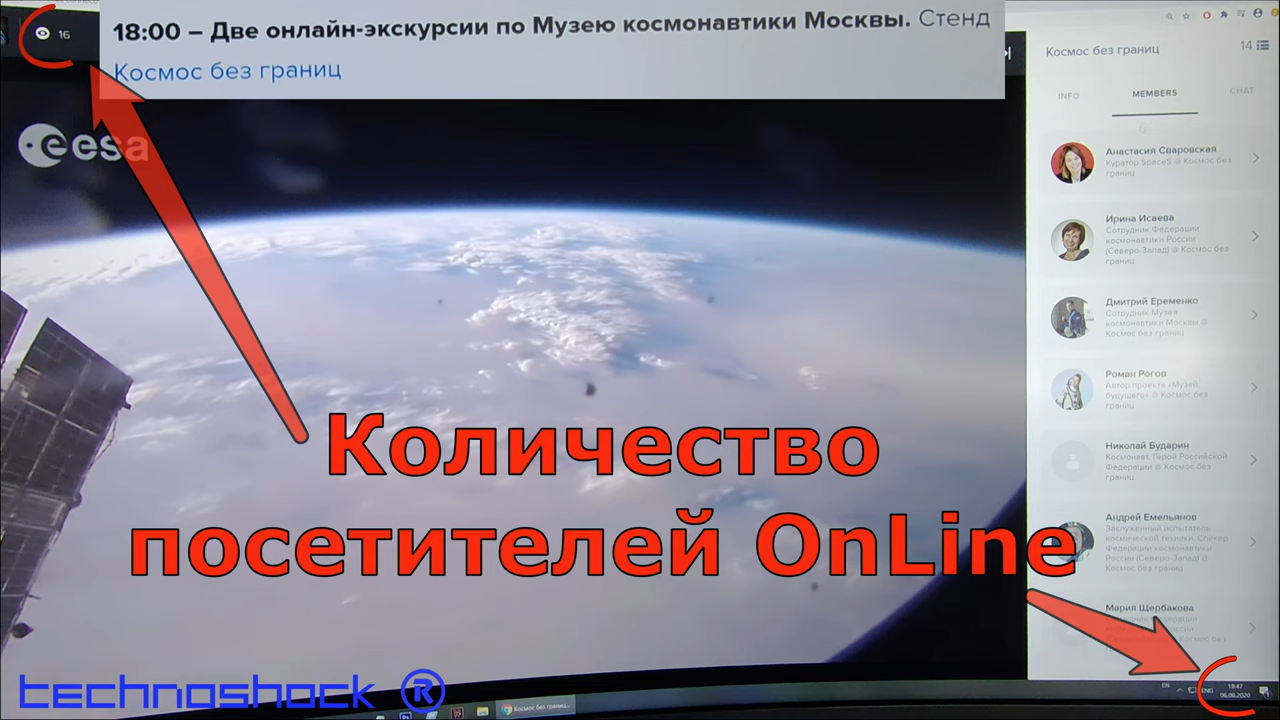 16
18:00 – Две онлайн-экскурсии по Музею космонавтики Москвы. Стенд
Космос без границ
esa
Космос без границ
14
INFO
MEMBERS
CHAT
Анастасия Сваровская
Куратор Space5 @ Космос без
границ
Ирина Исаева
Сотрудник Федерации
космонавтики России
(Северо-Запад) @ Космос без
границ
Дмитрий Еременко
Сотрудник Музея
космонавтики Москвы @
Космос без границ
Роман Рогов
Автор проекта «Музей
будущего» @ Космос без
границ
Николай Бударин
Космонавт, Герой Российской
Федерации @ Космос без
границ
Андрей Емельянов
Заслуженный испытатель
космической техники. Спикер
Федерации космонавтики
России (Северо-Запад) @
Космос без границ
Мария Щербакова
Количество
посетителей OnLine
technoshock ®
Космос без границ...
EN
ENG
19:47
06.08.2020